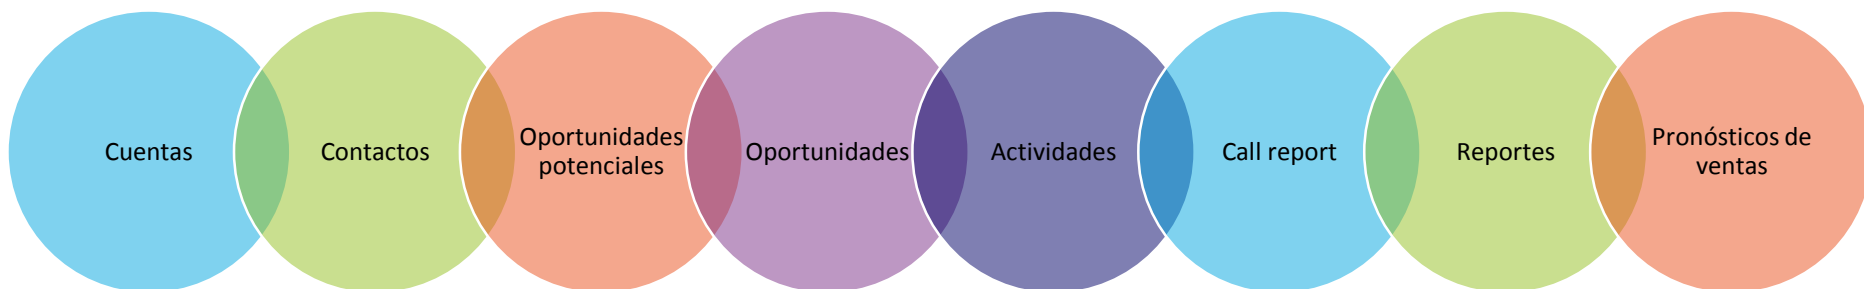 Cuentas
Contactos
Oportunidades
potenciales
Oportunidades
Actividades
Call report
Reportes
Pronósticos de
ventas